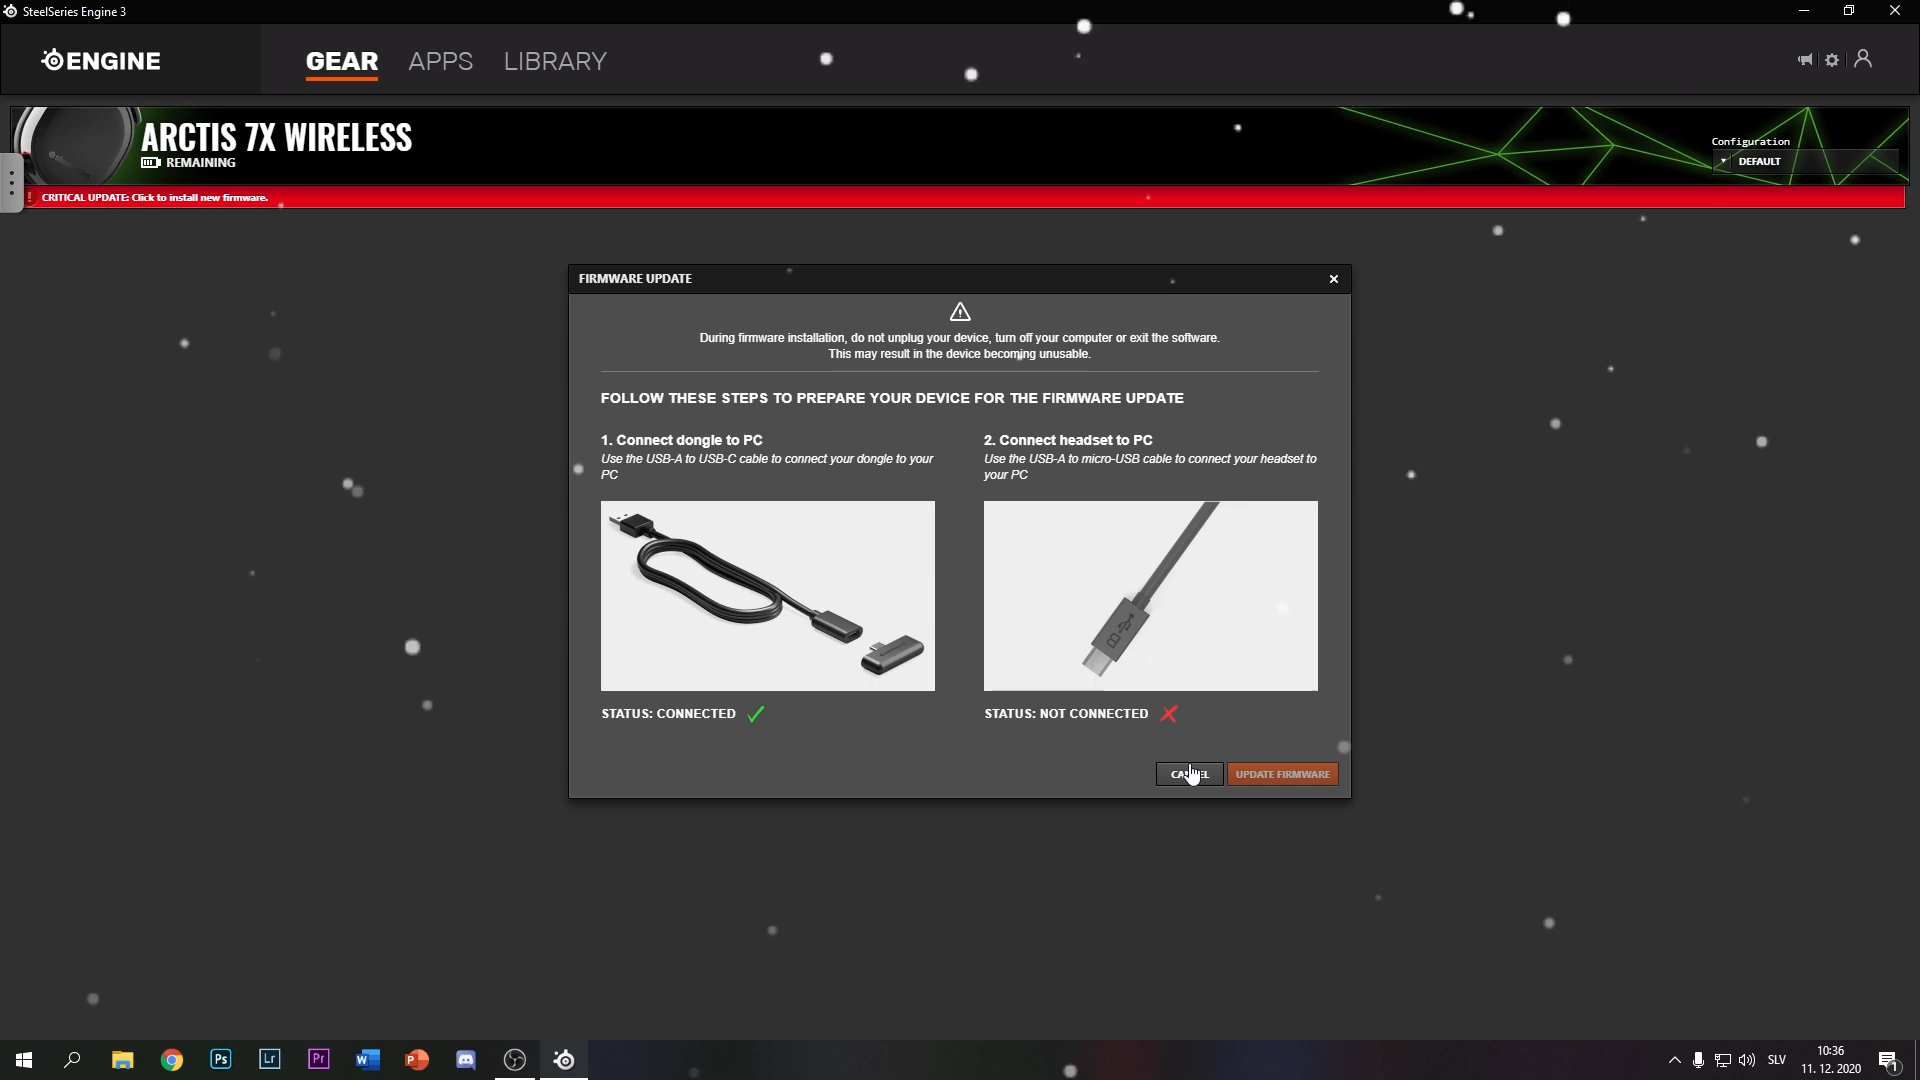 SteelSeries Engine 3
ENGINE
GEAR APPS LIBRARY
ARCTIS 7X WIRELESS
REMAINING
Configuration
DEFAULT
CRITICAL UPDATE: Click to install new firmware.
FIRMWARE UPDATE
During firmware installation, do not unplug your device, turn off your computer or exit the software.
This may result in the device becoming unusable.
FOLLOW THESE STEPS TO PREPARE YOUR DEVICE FOR THE FIRMWARE UPDATE
1. Connect dongle to PC
Use the USB-A to USB-C cable to connect your dongle to your
PC
2. Connect headset to PC
Use the USB-A to micro-USB cable to connect your headset to
your PC
STATUS: CONNECTED
STATUS: NOT CONNECTED
UPDATE FIRMWARE
Ps
Lr
Pr
W
P
SLV
10:36
11. 12. 2020
1